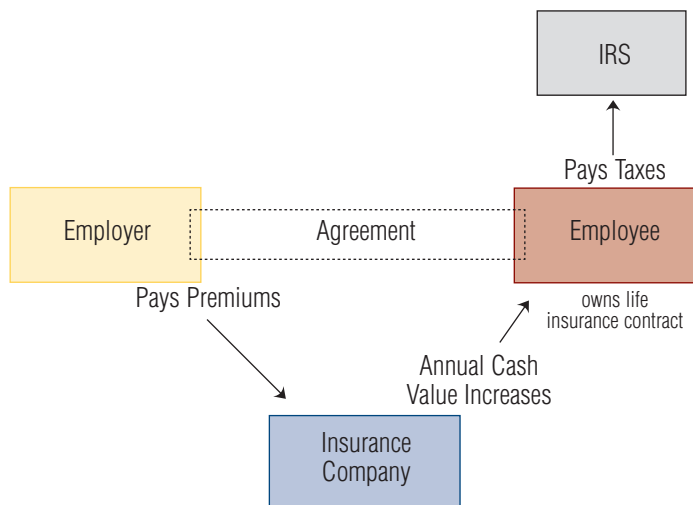 IRS
Pays Taxes
Employer
Agreement
Employee
Pays Premiums
owns life
insurance contract
Annual Cash
Value Increases
Insurance
Company